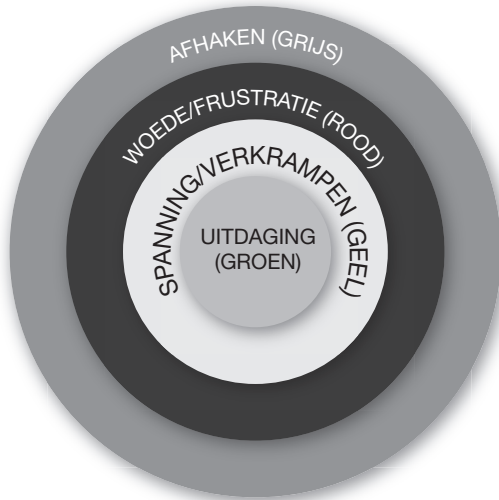 AFHAKEN (GRIJS)
WOEDE/FRUSTRATIE (ROOD)
SPANNING/VERKRAMPEN (GEEL)
UITDAGING
(GROEN)